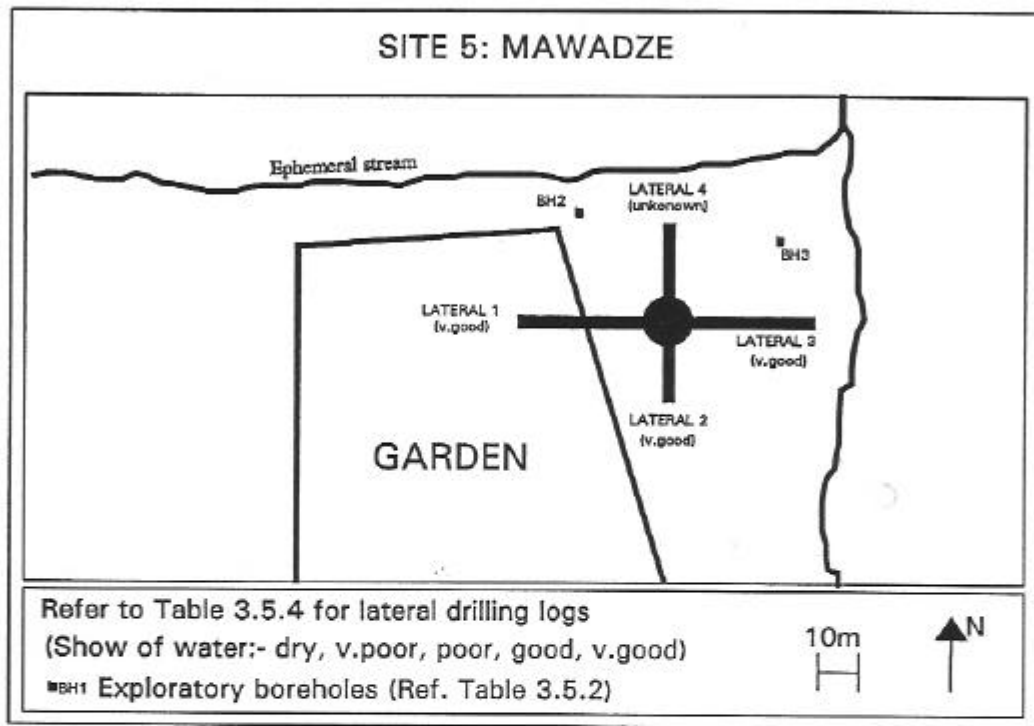 SITE 5: MAWADZE
Ephemeral stream
BH2
LATERAL 4
(unkonown)
BH3
LATERAL 1
(v.good)
LATERAL 3
(v.good)
LATERAL 2
(v.good)
GARDEN
Refer to Table 3.5.4 for lateral drilling logs
(Show of water:- dry, v.poor, poor, good, v.good)
BH1 Exploratory boreholes (Ref. Table 3.5.2)
10m
N